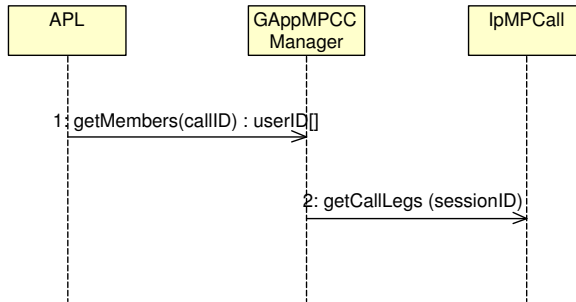 APL
GAppMPCC
Manager
IpMPCall
1: getMembers(callID) : userID[]
2: getCallLegs (sessionID)